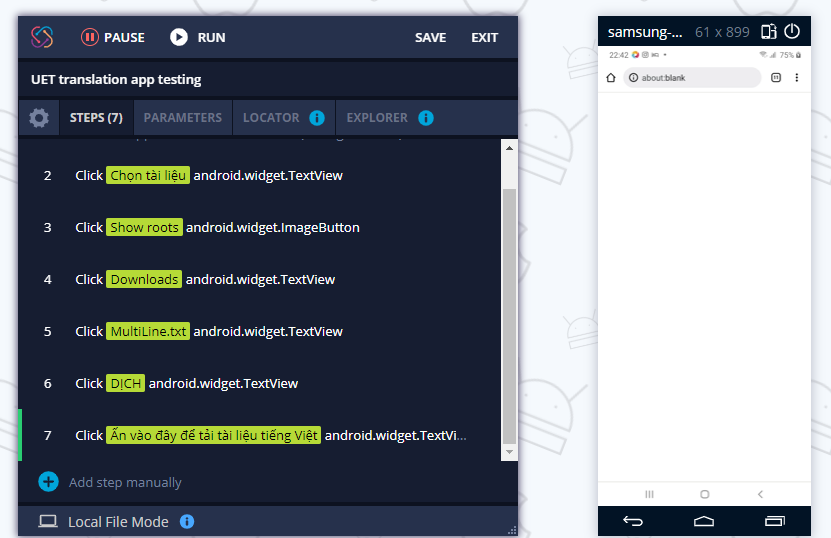 PAUSE RUN SAVE EXIT
UET translation app testing
STEPS (7) PARAMETERS LOCATOR EXPLORER
2 Click Chọn tài liệu android.widget.TextView
3 Click Show roots android.widget.ImageButton
4 Click Downloads android.widget.TextView
5 Click MultiLine.txt android.widget.TextView
6 Click DỊCH android.widget.TextView
7 Click Ấn vào đây để tải tài liệu tiếng Việt android.widget.TextVi...
Add step manually
Local File Mode
samsung-... 61 x 899
22:42 75%
about:blank